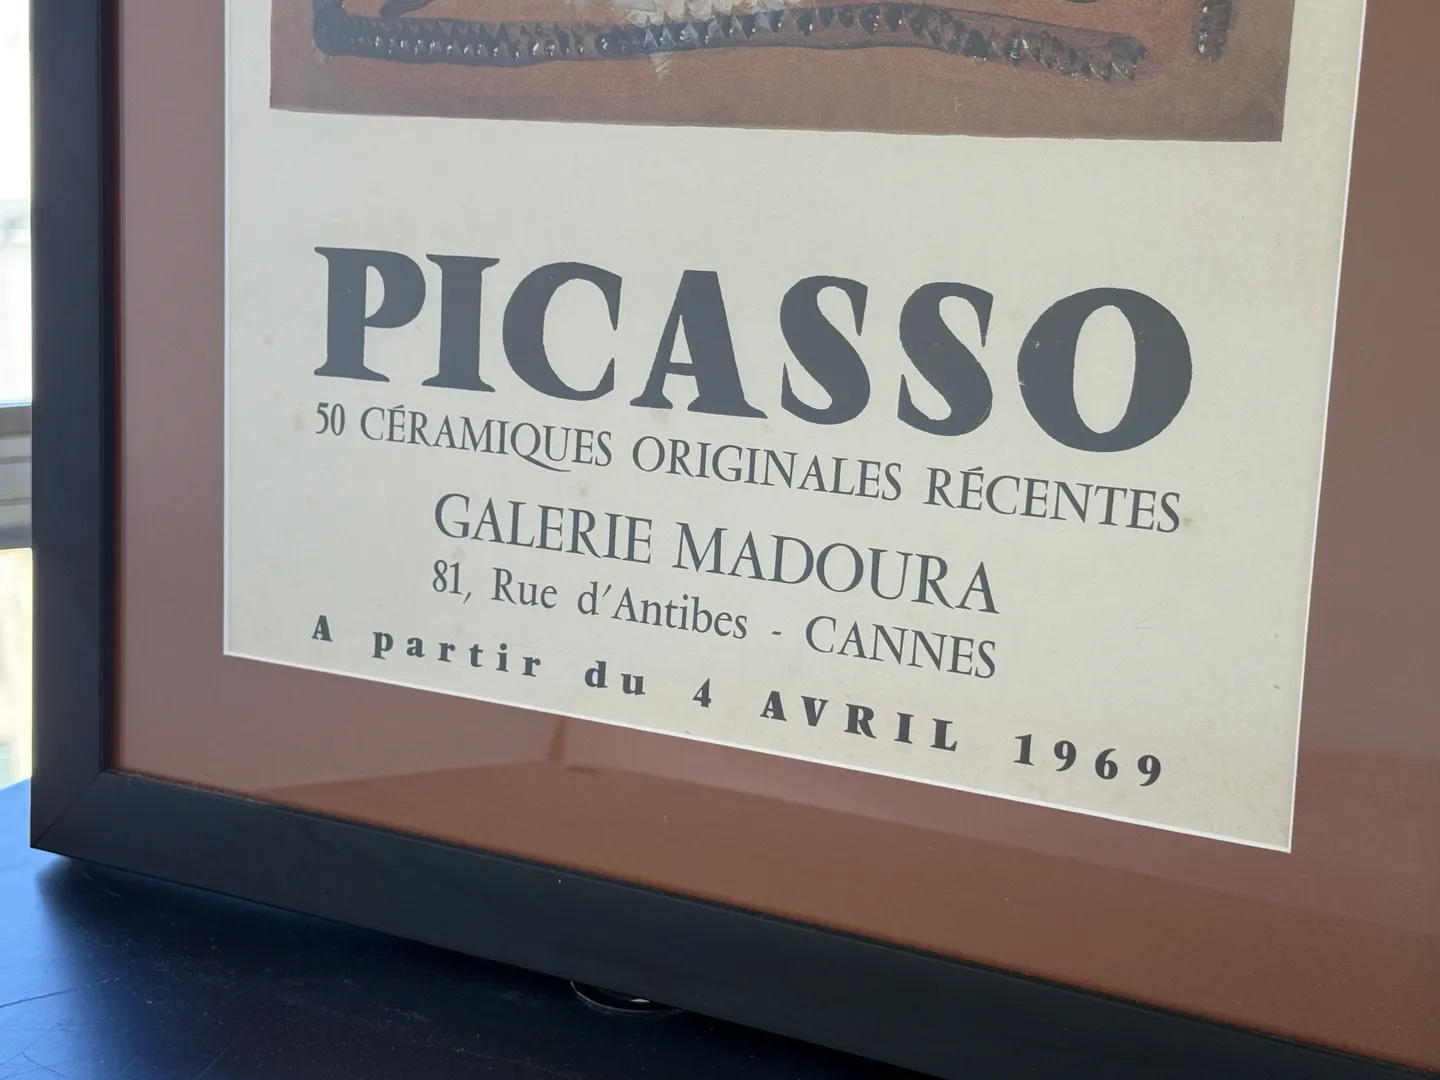 PICASSO
50 CÉRAMIQUES ORIGINALES RÉCENTES
GALERIE MADOURA
81, Rue d'Antibes - CANNES
A partir du 4 AVRIL 1969